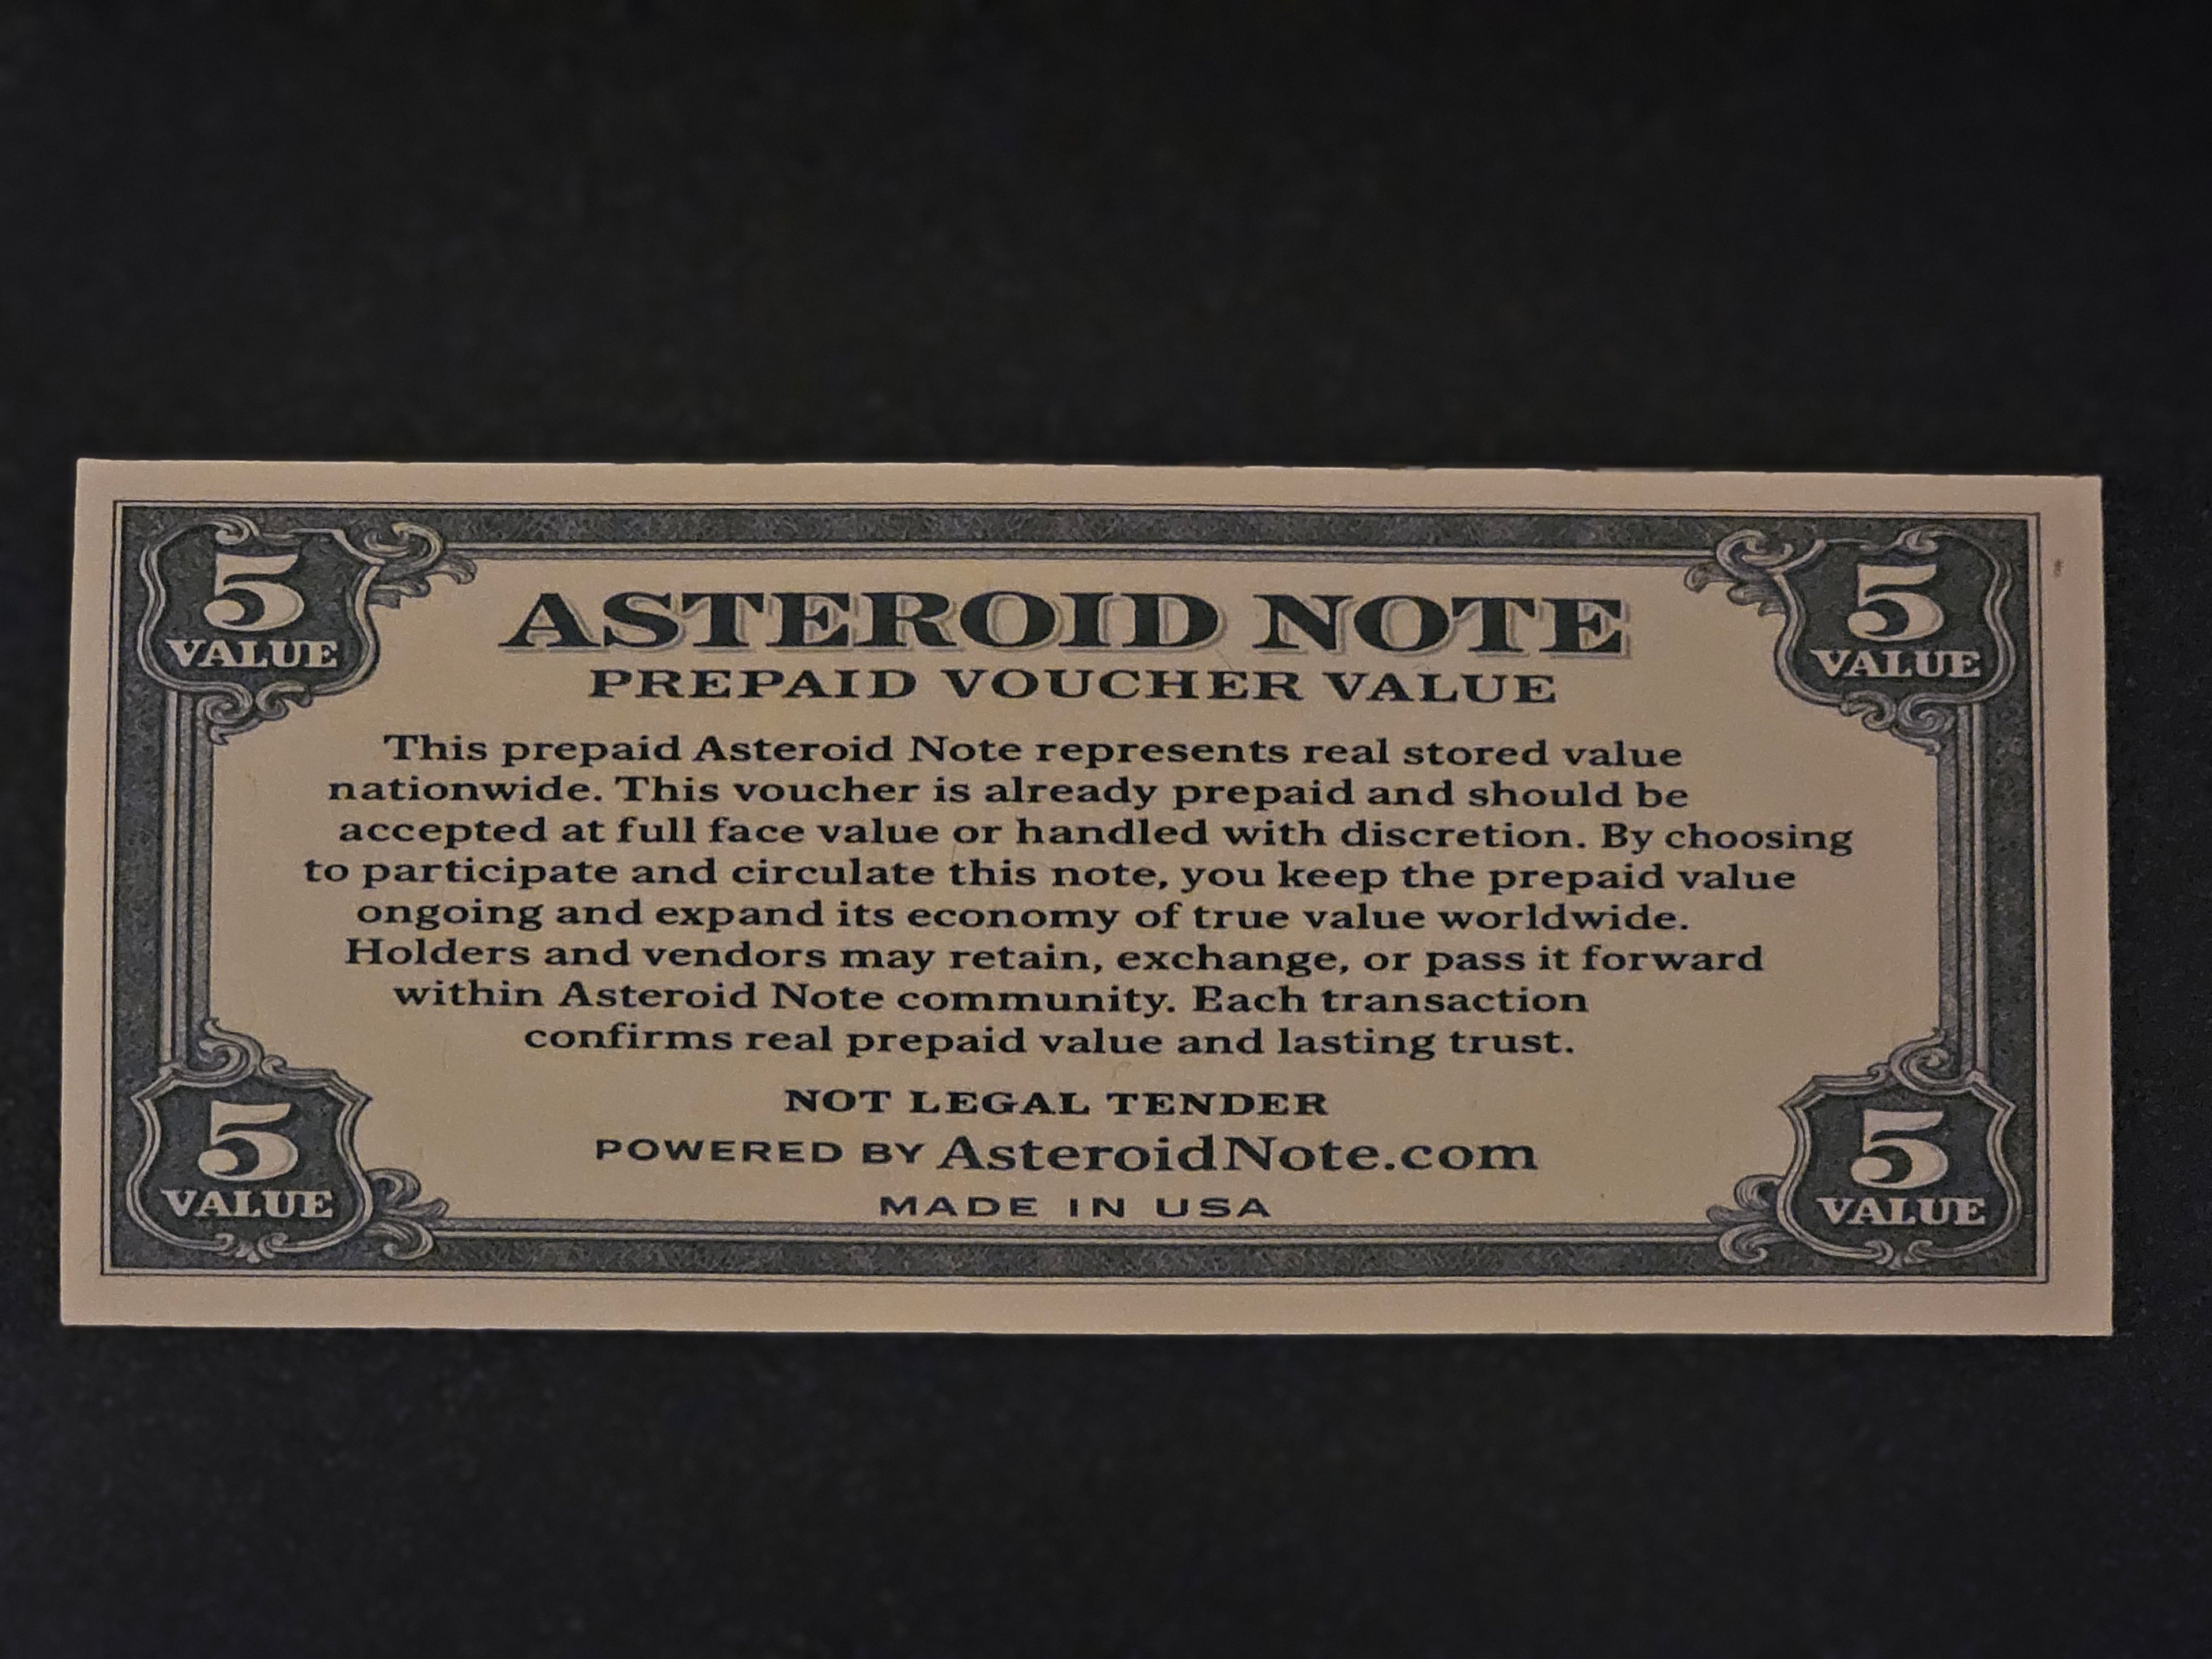 5 VALUE
5 VALUE
ASTEROID NOTE
PREPAID VOUCHER VALUE
This prepaid Asteroid Note represents real stored value
nationwide. This voucher is already prepaid and should be
accepted at full face value or handled with discretion. By choosing
to participate and circulate this note, you keep the prepaid value
ongoing and expand its economy of true value worldwide.
Holders and vendors may retain, exchange, or pass it forward
within Asteroid Note community. Each transaction
confirms real prepaid value and lasting trust.
NOT LEGAL TENDER
POWERED BY AsteroidNote.com
MADE IN USA
5 VALUE
5 VALUE